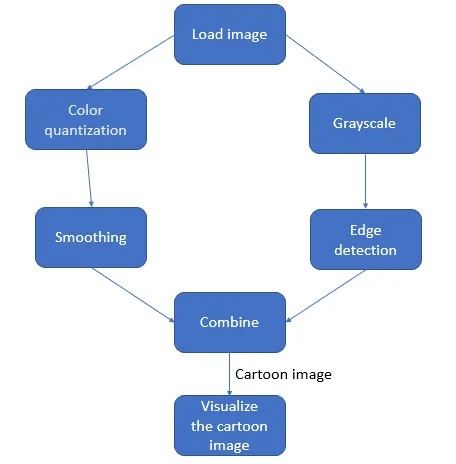 Load image
Color
quantization
Grayscale
Smoothing
Edge
detection
Combine
Cartoon image
Visualize
the cartoon
image